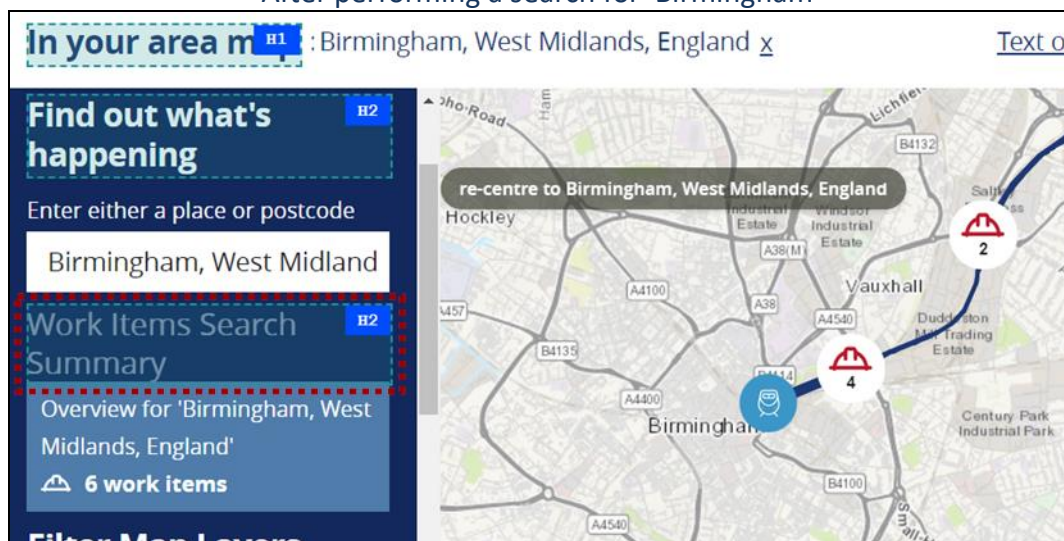 After performing a search for 'Birmingham'
In your area map H1 : Birmingham, West Midlands, England x
Text o
Find out what's H2
happening
Enter either a place or postcode
Birmingham, West Midland
Work Items Search H2
Summary
Overview for 'Birmingham, West
Midlands, England'
6 work items
Filter Map Layers
Ham
Lichfie
B4132
re-centre to Birmingham, West Midlands, England
Hockley
Industrial
Estate
Windsor
Industrial
Estate
A38(M)
2
A4100
Vauxhall
A457
A38
A4540
Duddeston
Mill Trading
Estate
B4135
B4114
4
A4400
Birmingham
Century Park
Industrial Park
B4100
A4540